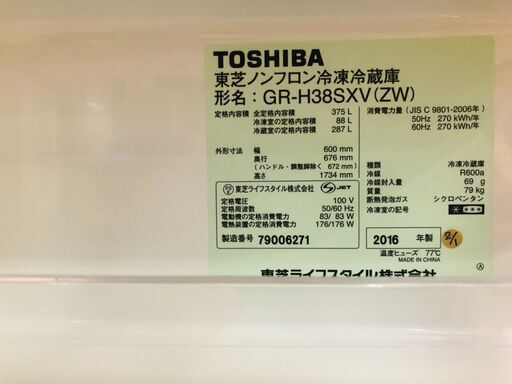 TOSHIBA
東芝ノンフロン冷凍冷蔵庫
形名：GR-H38SXV(ZW)
定格内容積 全定格内容積 375 L
冷凍室の定格内容積 88 L
冷蔵室の定格内容積 287 L
外形寸法 幅 600 mm
奥行 676 mm
(ハンドル・調整脚除く 672 mm)
高さ 1734 mm
東芝ライフスタイル株式会社 JET
定格電圧 100 V
定格周波数 50/60 Hz
電動機の定格消費電力 83/ 83 W
電熱装置の定格消費電力 176/176 W
製造番号 79006271
消費電力量 (JIS C 9801-2006年)
50Hz 270 kWh/年
60Hz 270 kWh/年
種類 冷凍冷蔵庫
冷媒 R600a
冷媒封入量 69 g
質量 79 kg
断熱発泡ガス シクロペンタン
冷凍室の記号
2016 年製
2/1
温度ヒューズ 77℃
MADE IN CHINA
東芝ライフスタイル株式会社
Ⓐ